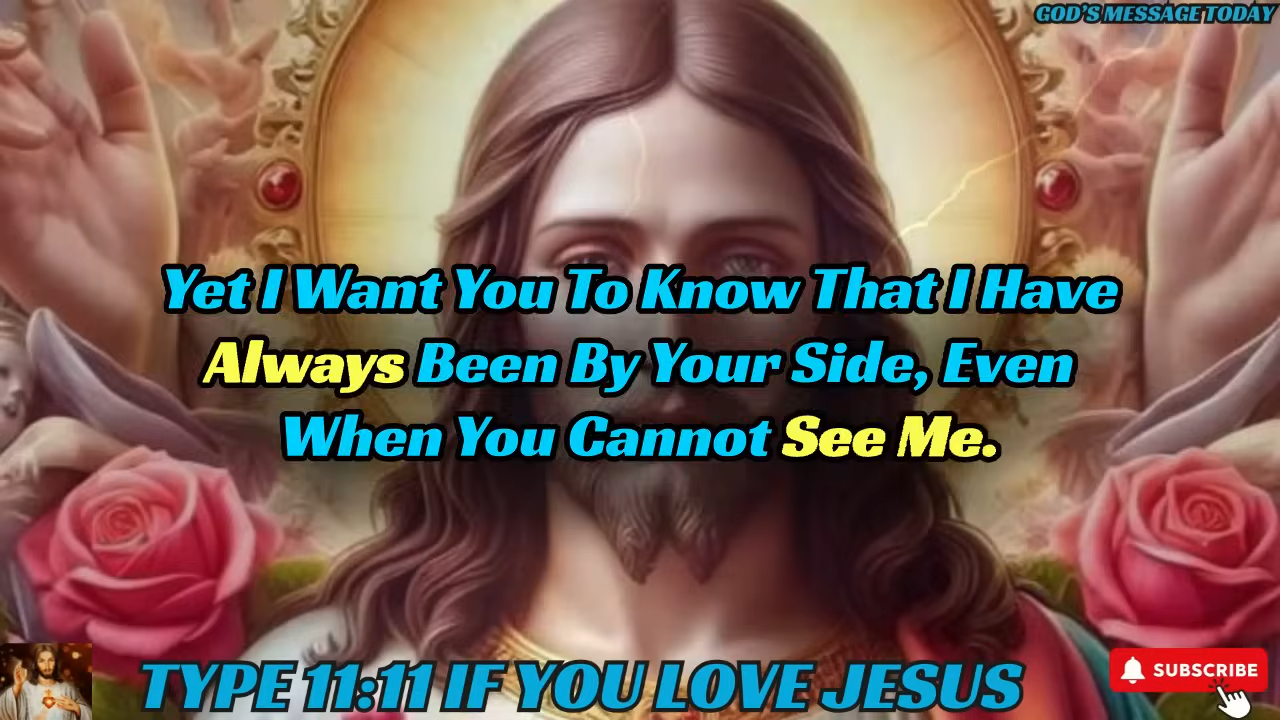 GOD'S MESSAGE TODAY
Yet I Want You To Know That I Have
Always Been By Your Side, Even
When You Cannot See Me.
TYPE 11:11 IF YOU LOVE JESUS
SUBSCRIBE